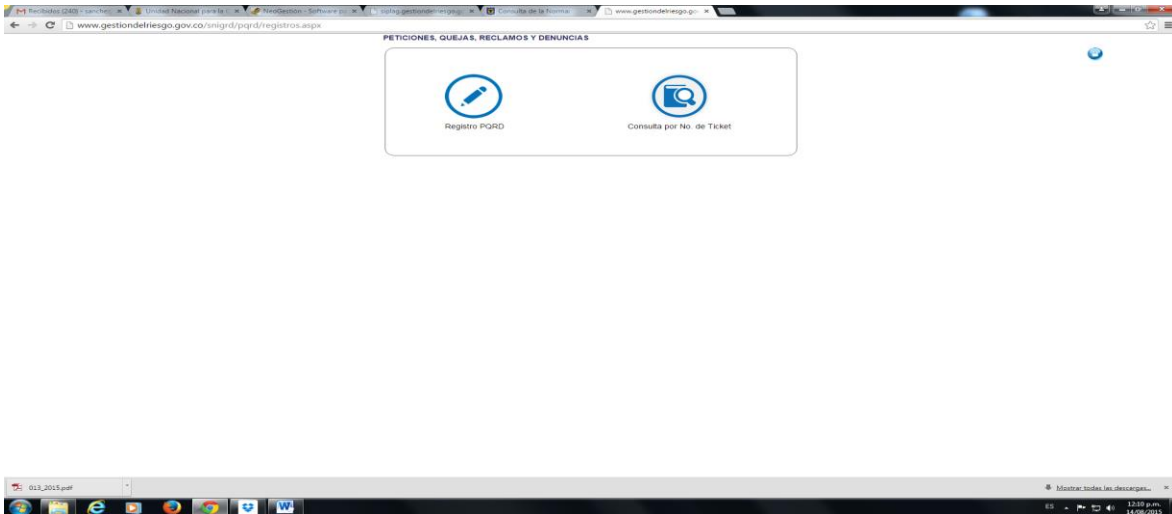 Recibidos (240) - sanchez
Unidad Nacional para la
NeoGestión - Software
Consulta de la Norma:
www.gestiondelriesgo.go
www.gestiondelriesgo.gov.co/snigrd/pqrd/registros.aspx
PETICIONES, QUEJAS, RECLAMOS Y DENUNCIAS
Registro PQRD
Consulta por No. de Ticket
013_2015.pdf
Mostrar todas las descargas...
ES
12:10 p.m.
14/08/2015